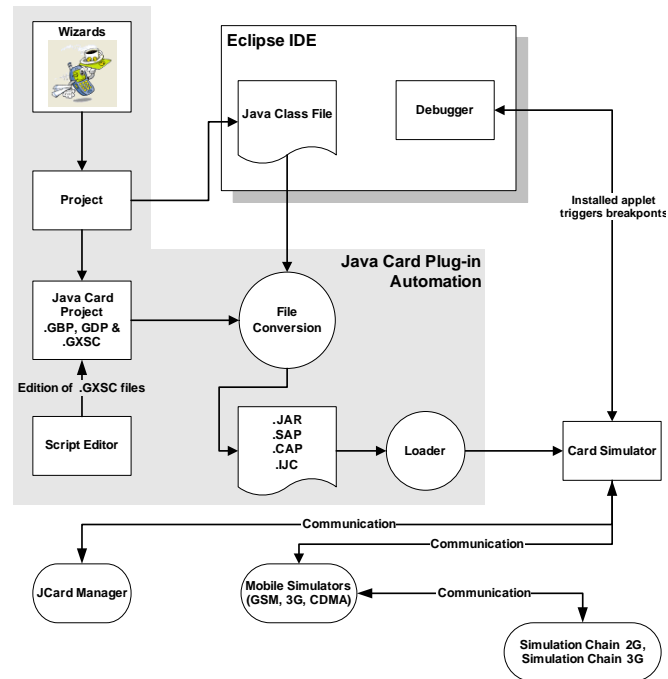 Wizards
Eclipse IDE
Java Class File
Debugger
Project
Installed applet
triggers breakponts
Java Card Plug-in
Automation
Java Card
Project
.GBP, GDP &
.GXSC
File
Conversion
Edition of .GXSC files
Script Editor
.JAR
.SAP
.CAP
.IJC
Loader
Card Simulator
Communication
Communication
JCard Manager
Mobile Simulators
(GSM, 3G, CDMA)
Communication
Simulation Chain 2G,
Simulation Chain 3G